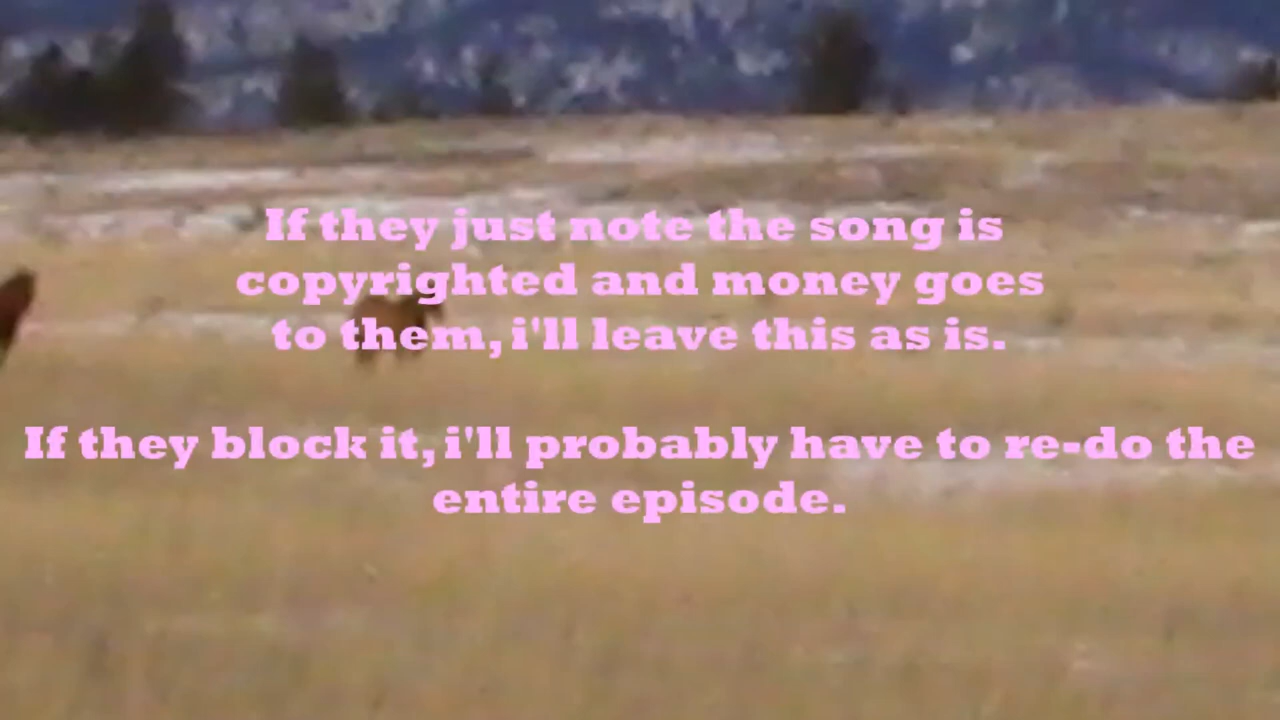 If they just note the song is
copyrighted and money goes
to them, i'll leave this as is.
If they block it, i'll probably have to re-do the
entire episode.